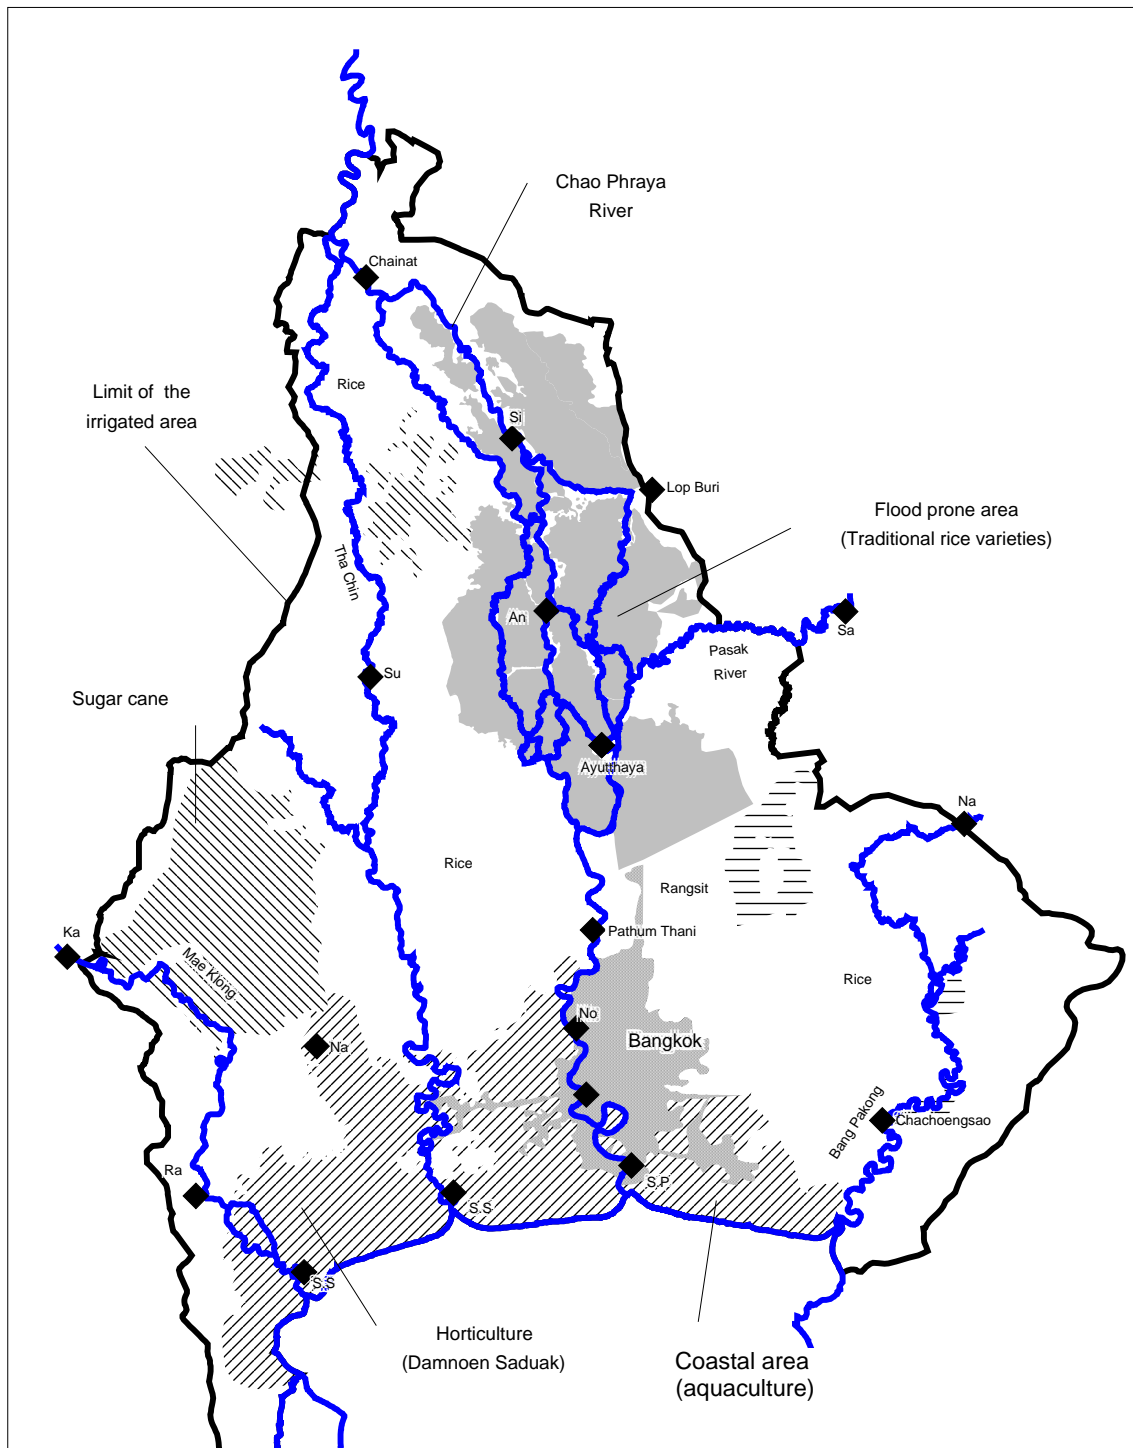 Chao Phraya
River
Chainat
Rice
Limit of  the
irrigated area
Si
Lop Buri
Flood prone area
(Traditional rice varieties)
Tha Chin
An
Sa
Pasak
River
Su
Sugar cane
Ayutthaya
Na
Rice
Rangsit
Ka
Pathum Thani
Mae Klong
Rice
No
Na
Bangkok
Bang Pakong
Chachoengsao
Ra
S.P
S.S
S.S
Horticulture
(Damnoen Saduak)
Coastal area
(aquaculture)